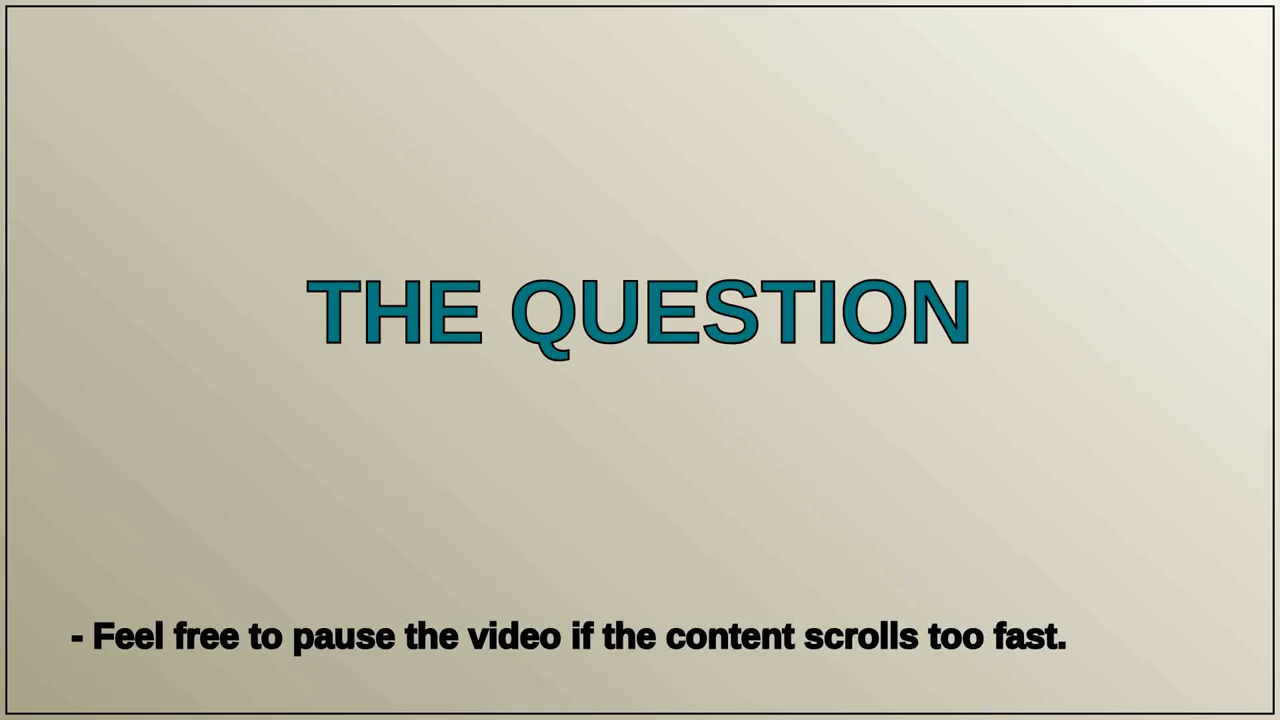 THE QUESTION
- Feel free to pause the video if the content scrolls too fast.